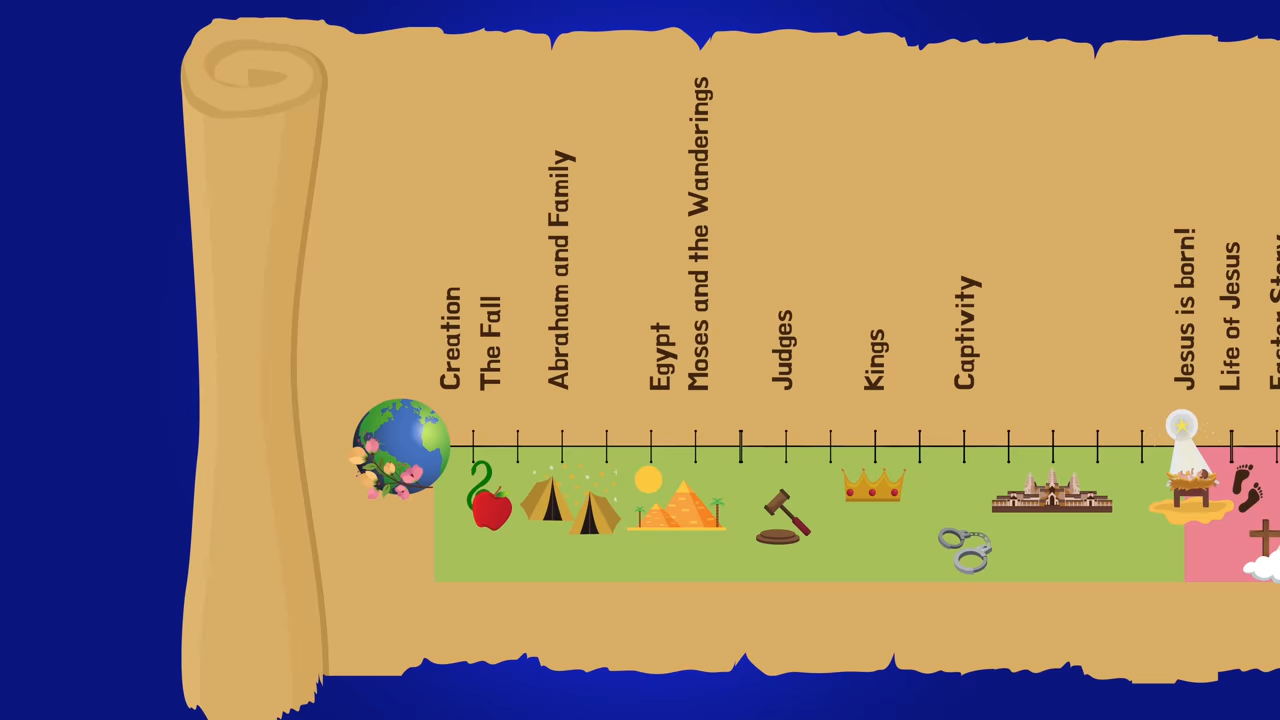 Creation
The Fall
Abraham and Family
Egypt
Moses and the Wanderings
Judges
Kings
Captivity
Jesus is born!
Life of Jesus